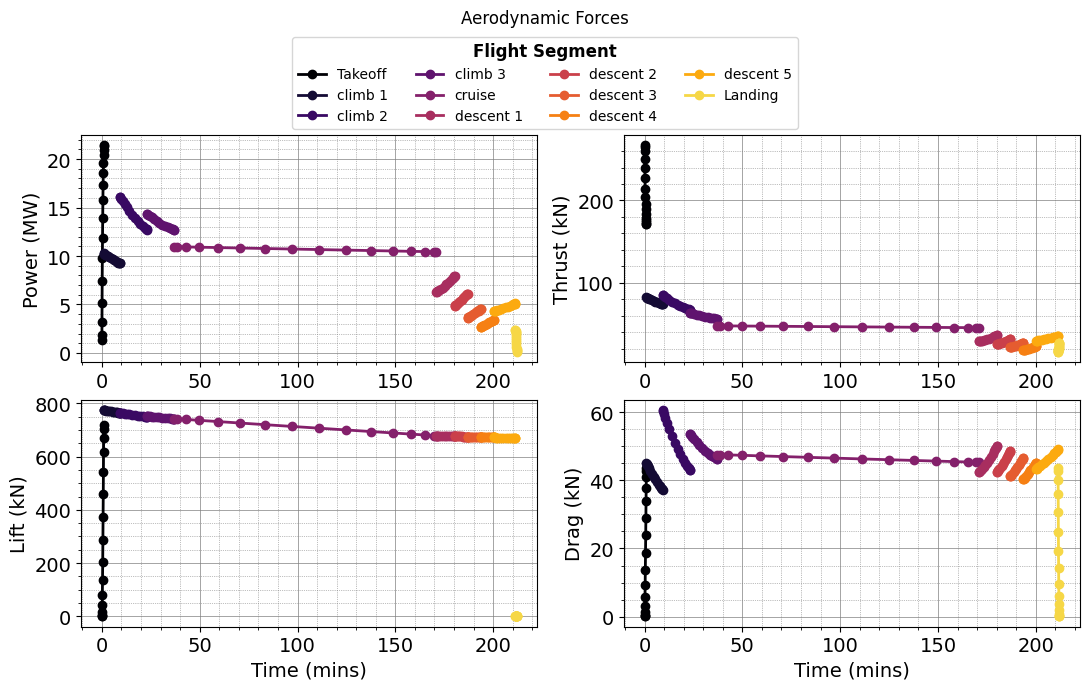 Aerodynamic Forces
Flight Segment
Takeoff climb 3 descent 2 descent 5
climb 1 cruise descent 3 Landing
climb 2 descent 1 descent 4
Power (MW)
20
15
10
5
0
0 50 100 150 200
Thrust (kN)
200
100
0 50 100 150 200
Lift (kN)
800
600
400
200
0
0 50 100 150 200
Time (mins)
Drag (kN)
60
40
20
0
0 50 100 150 200
Time (mins)